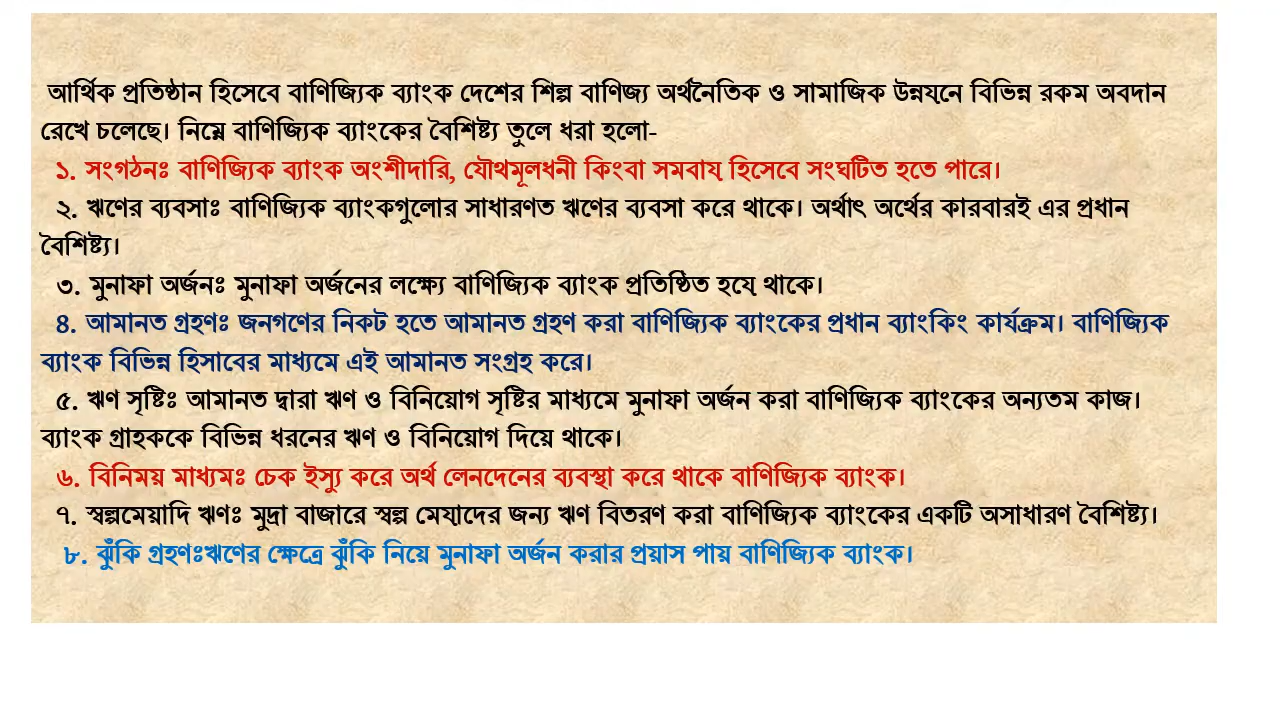 আর্থিক প্রতিষ্ঠান হিসেবে বাণিজ্যিক ব্যাংক দেশের শিল্প বাণিজ্য অর্থনৈতিক ও সামাজিক উন্নয়নে বিভিন্ন রকম অবদান
রেখে চলেছে। নিম্নে বাণিজ্যিক ব্যাংকের বৈশিষ্ট্য তুলে ধরা হলো-
১. সংগঠনঃ বাণিজ্যিক ব্যাংক অংশীদারি, যৌথমূলধনী কিংবা সমবায় হিসেবে সংঘটিত হতে পারে।
২. ঋণের ব্যবসাঃ বাণিজ্যিক ব্যাংকগুলোর সাধারণত ঋণের ব্যবসা করে থাকে। অর্থাৎ অর্থের কারবারই এর প্রধান
বৈশিষ্ট্য।
৩. মুনাফা অর্জনঃ মুনাফা অর্জনের লক্ষ্যে বাণিজ্যিক ব্যাংক প্রতিষ্ঠিত হয়ে থাকে।
৪. আমানত গ্রহণঃ জনগণের নিকট হতে আমানত গ্রহণ করা বাণিজ্যিক ব্যাংকের প্রধান ব্যাংকিং কার্যক্রম। বাণিজ্যিক
ব্যাংক বিভিন্ন হিসাবের মাধ্যমে এই আমানত সংগ্রহ করে।
৫. ঋণ সৃষ্টিঃ আমানত দ্বারা ঋণ ও বিনিয়োগ সৃষ্টির মাধ্যমে মুনাফা অর্জন করা বাণিজ্যিক ব্যাংকের অন্যতম কাজ।
ব্যাংক গ্রাহককে বিভিন্ন ধরনের ঋণ ও বিনিয়োগ দিয়ে থাকে।
৬. বিনিময় মাধ্যমঃ চেক ইস্যু করে অর্থ লেনদেনের ব্যবস্থা করে থাকে বাণিজ্যিক ব্যাংক।
৭. স্বল্পমেয়াদি ঋণঃ মুদ্রা বাজারে স্বল্প মেয়াদের জন্য ঋণ বিতরণ করা বাণিজ্যিক ব্যাংকের একটি অসাধারণ বৈশিষ্ট্য।
৮. ঝুঁকি গ্রহণঃঋণের ক্ষেত্রে ঝুঁকি নিয়ে মুনাফা অর্জন করার প্রয়াস পায় বাণিজ্যিক ব্যাংক।